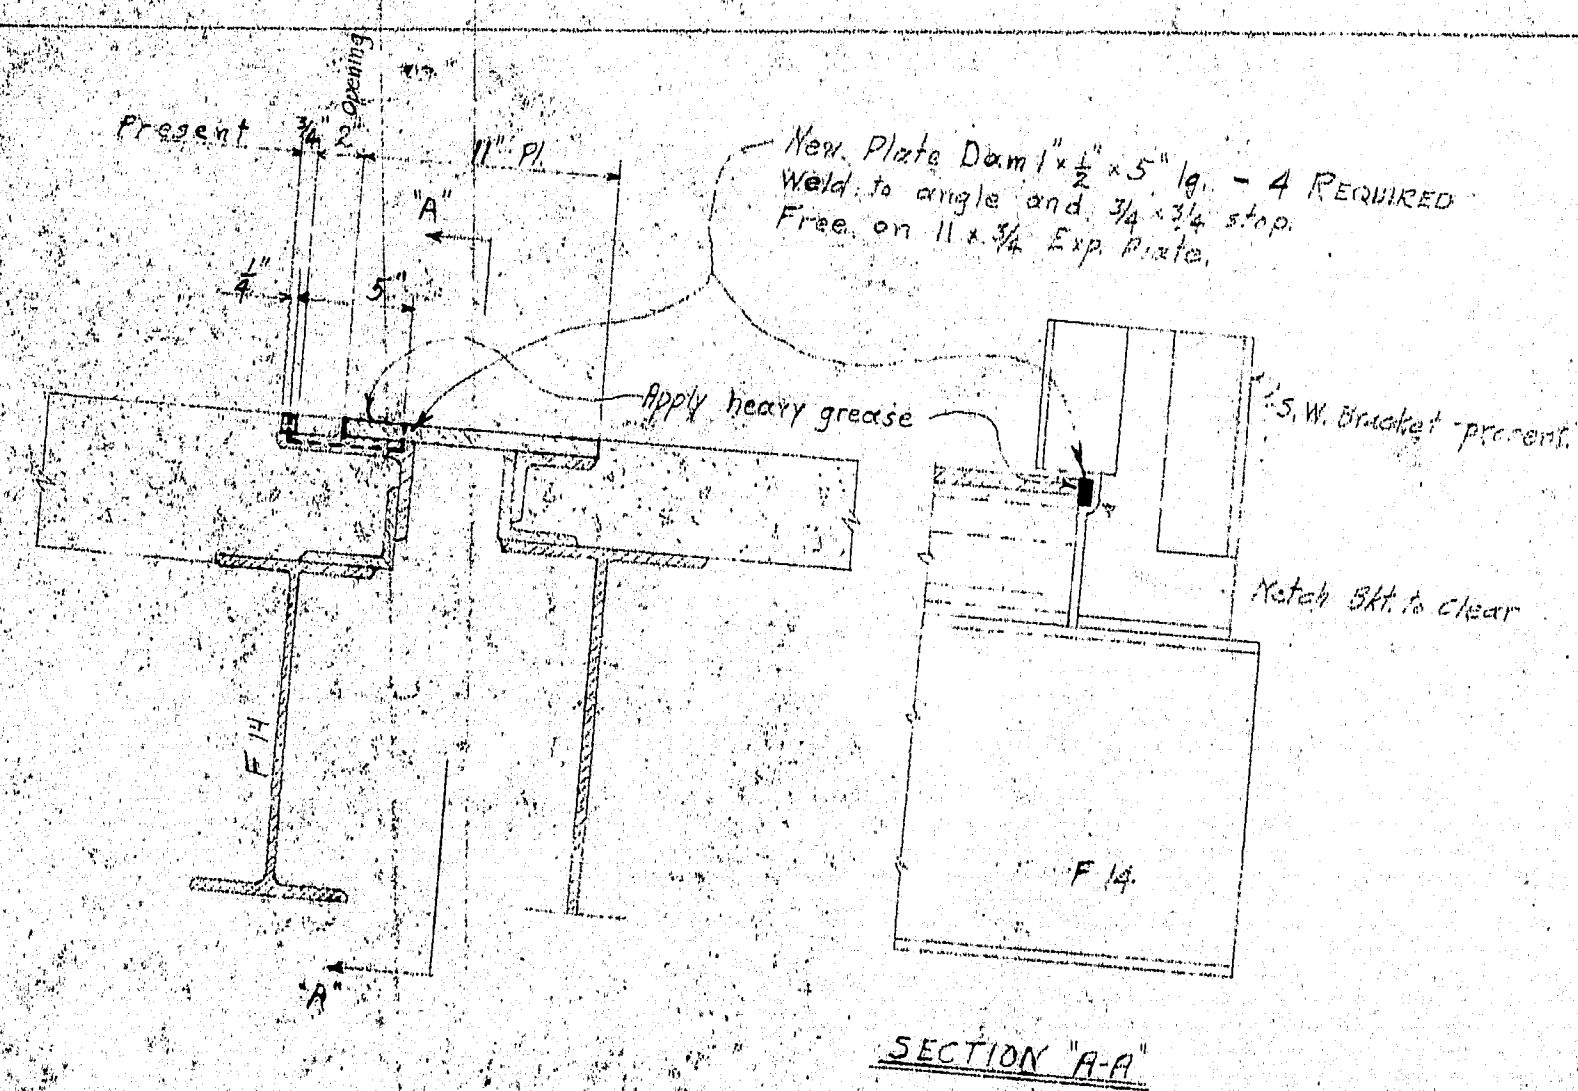 opening
Present 3/4" 2" 11" Pl.
New Plate Dam 1" x 1/2" x 5" lg. - 4 REQUIRED
Weld to angle and 3/4 x 3/4 stop.
Free on 11 x 3/4 Exp. Plate.
"A"
1/4" 5"
Apply heavy grease
S.W. Bracket - present.
Notch Bkt. to clear
F 14
F 14.
"A"
SECTION "A-A"